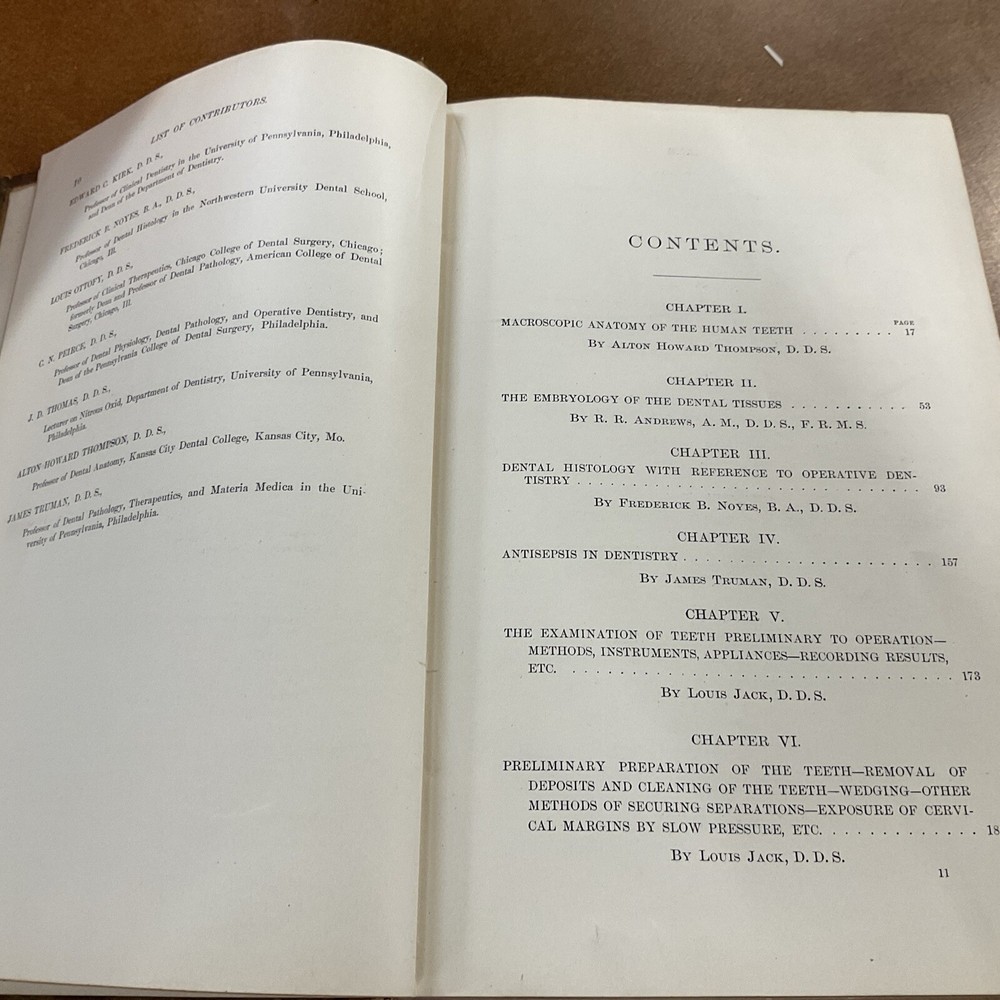 10
LIST OF CONTRIBUTORS.
EDWARD C. KIRK, D. D. S.,
Professor of Clinical Dentistry in the University of Pennsylvania, Philadelphia,
and Dean of the Department of Dentistry.
FREDERICK B. NOYES, B. A., D. D. S.,
Professor of Dental Histology in the Northwestern University Dental School,
Chicago, Ill.
LOUIS OTTOFY, D. D. S.,
Professor of Clinical Therapeutics, Chicago College of Dental Surgery, Chicago;
formerly Dean and Professor of Dental Pathology, American College of Dental
Surgery, Chicago, Ill.
C. N. PEIRCE, D. D. S.,
Professor of Dental Physiology, Dental Pathology, and Operative Dentistry, and
Dean of the Pennsylvania College of Dental Surgery, Philadelphia.
J. D. THOMAS, D. D. S.,
Lecturer on Nitrous Oxid, Department of Dentistry, University of Pennsylvania,
Philadelphia.
ALTON HOWARD THOMPSON, D. D. S.,
Professor of Dental Anatomy, Kansas City Dental College, Kansas City, Mo.
JAMES TRUMAN, D. D. S.,
Professor of Dental Pathology, Therapeutics, and Materia Medica in the Uni-
versity of Pennsylvania, Philadelphia.
CONTENTS.
CHAPTER I.
PAGE
MACROSCOPIC ANATOMY OF THE HUMAN TEETH . . . . . . . . . 17
By Alton Howard Thompson, D. D. S.
CHAPTER II.
THE EMBRYOLOGY OF THE DENTAL TISSUES . . . . . . . . . . . 53
By R. R. Andrews, A. M., D. D. S., F. R. M. S.
CHAPTER III.
DENTAL HISTOLOGY WITH REFERENCE TO OPERATIVE DEN-
TISTRY . . . . . . . . . . . . . . . . . . . . . . . . . . . . . . . 93
By Frederick B. Noyes, B. A., D. D. S.
CHAPTER IV.
ANTISEPSIS IN DENTISTRY . . . . . . . . . . . . . . . . . . . . . . 157
By James Truman, D. D. S.
CHAPTER V.
THE EXAMINATION OF TEETH PRELIMINARY TO OPERATION—
METHODS, INSTRUMENTS, APPLIANCES—RECORDING RESULTS,
ETC. . . . . . . . . . . . . . . . . . . . . . . . . . . . . . . . . 173
By Louis Jack, D. D. S.
CHAPTER VI.
PRELIMINARY PREPARATION OF THE TEETH—REMOVAL OF
DEPOSITS AND CLEANING OF THE TEETH—WEDGING—OTHER
METHODS OF SECURING SEPARATIONS—EXPOSURE OF CERVI-
CAL MARGINS BY SLOW PRESSURE, ETC. . . . . . . . . . . . . 18
By Louis Jack, D. D. S.
11